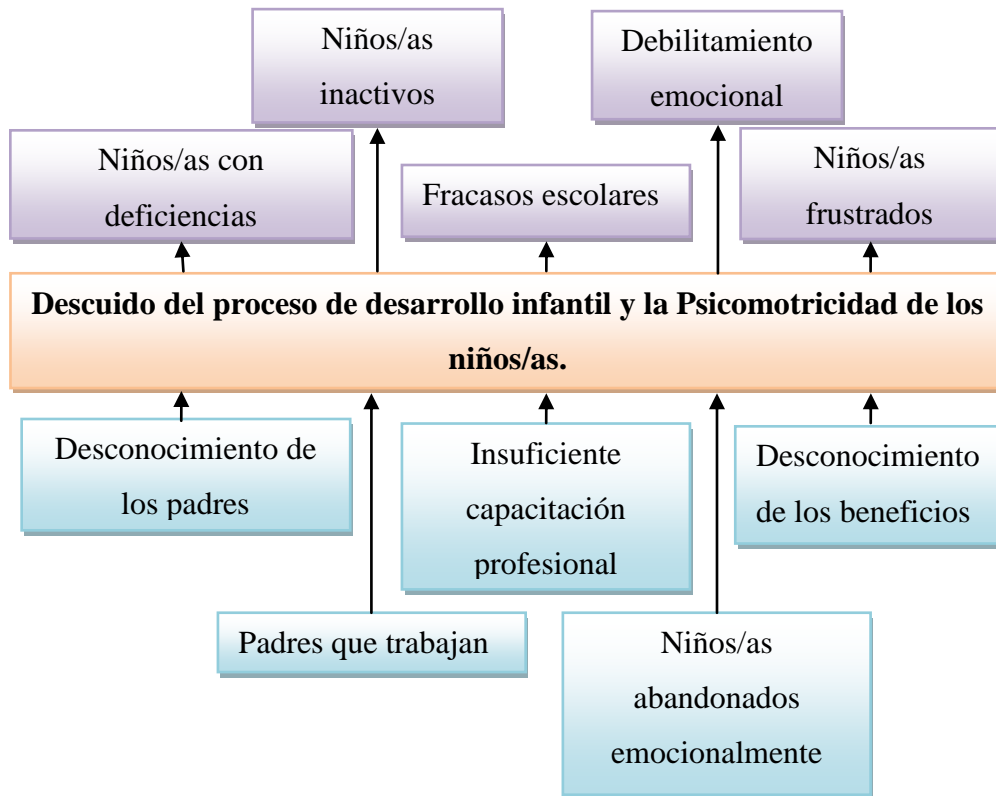 Niños/as
inactivos
Debilitamiento
emocional
Niños/as con
deficiencias
Fracasos escolares
Niños/as
frustrados
Descuido del proceso de desarrollo infantil y la Psicomotricidad de los
niños/as.
Desconocimiento de
los padres
Insuficiente
capacitación
profesional
Desconocimiento
de los beneficios
Padres que trabajan
Niños/as
abandonados
emocionalmente